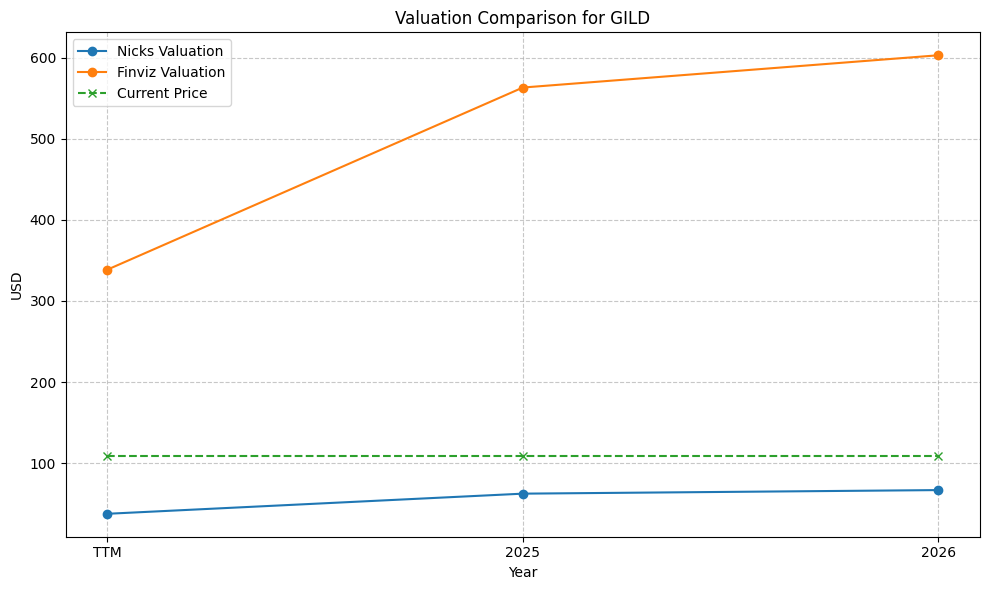 Valuation Comparison for GILD
Nicks Valuation
Finviz Valuation
Current Price
600
500
400
300
200
100
USD
TTM
2025
2026
Year